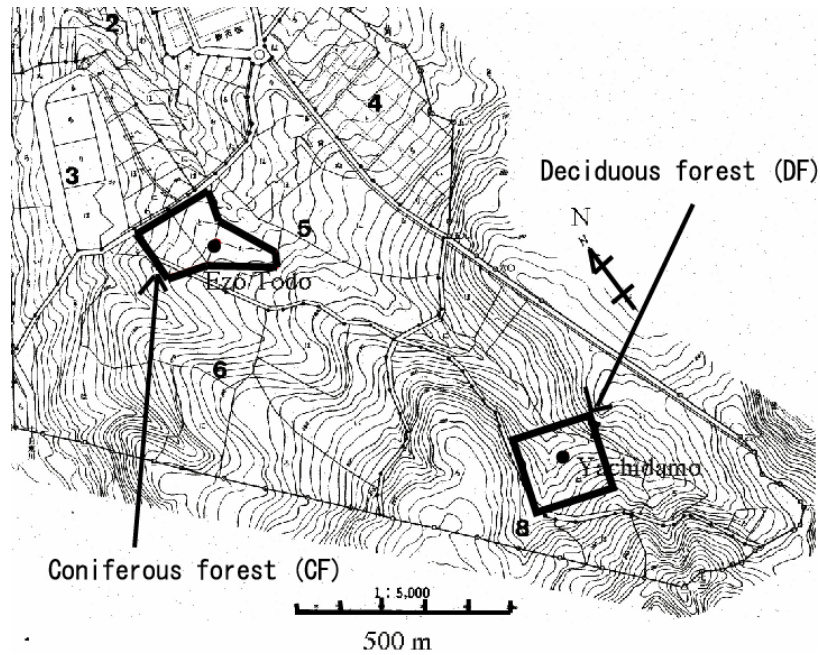 2
4
3
Deciduous forest (DF)
N
5
Ezo Todo
6
Yachidamo
8
Coniferous forest (CF)
1 : 5,000
500 m